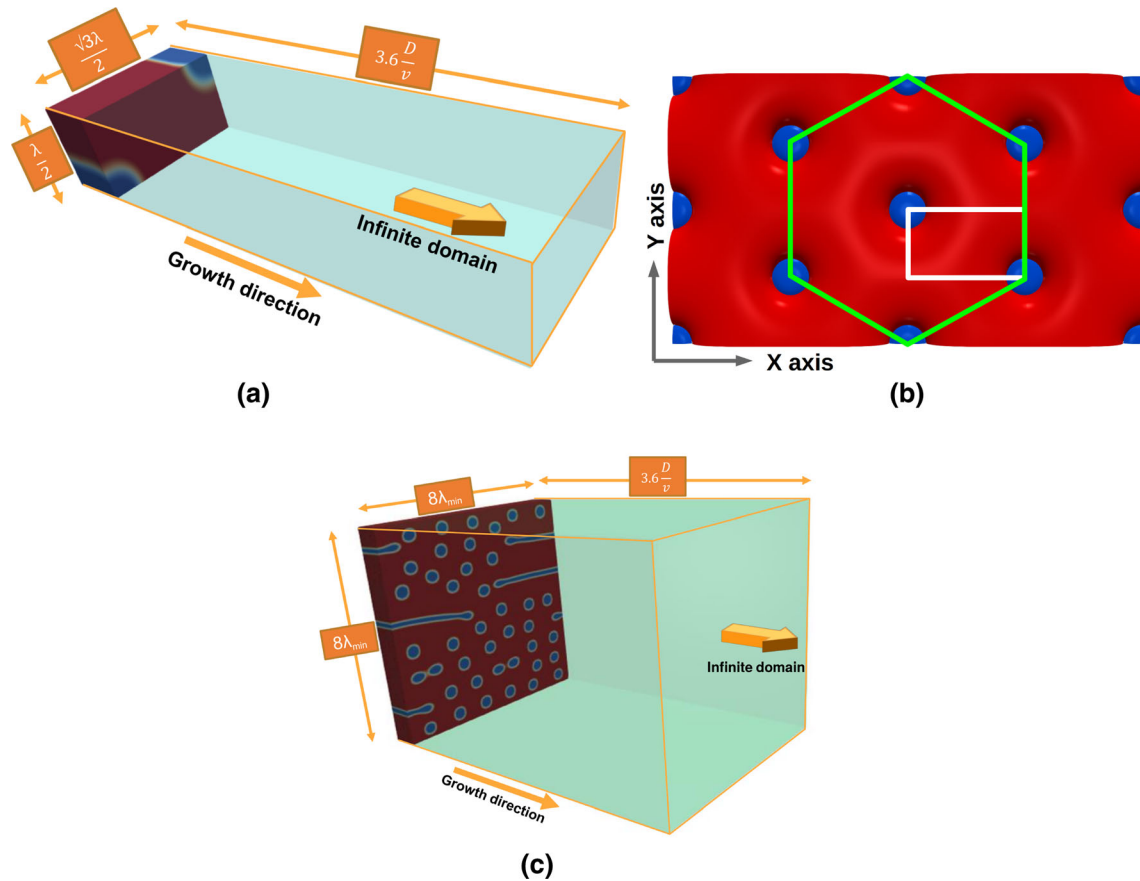 √3λ/2
3.6 D/v
λ/2
Infinite domain
Growth direction
(a)
Y axis
X axis
(b)
8λmin
3.6 D/v
8λmin
Infinite domain
Growth direction
(c)